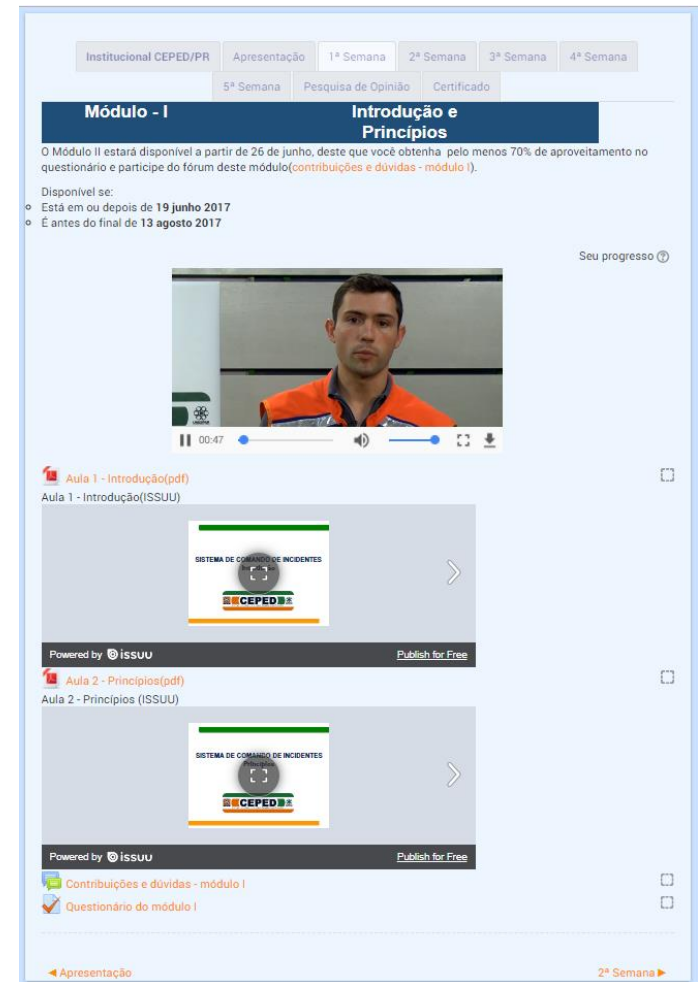 Institucional CEPED/PR Apresentação 1ª Semana 2ª Semana 3ª Semana 4ª Semana
5ª Semana Pesquisa de Opinião Certificado
Módulo - I Introdução e
Princípios
O Módulo II estará disponível a partir de 26 de junho, deste que você obtenha pelo menos 70% de aproveitamento no
questionário e participe do fórum deste módulo(contribuições e dúvidas - módulo I).
Disponível se:
Está em ou depois de 19 junho 2017
É antes do final de 13 agosto 2017
Seu progresso
00:47
Aula 1 - Introdução(pdf)
Aula 1 - Introdução(ISSUU)
SISTEMA DE COMANDO DE INCIDENTES
CEPED
Powered by issuu Publish for Free
Aula 2 - Princípios(pdf)
Aula 2 - Princípios (ISSUU)
SISTEMA DE COMANDO DE INCIDENTES
Princípios
CEPED
Powered by issuu Publish for Free
Contribuições e dúvidas - módulo I
Questionário do módulo I
Apresentação 2ª Semana